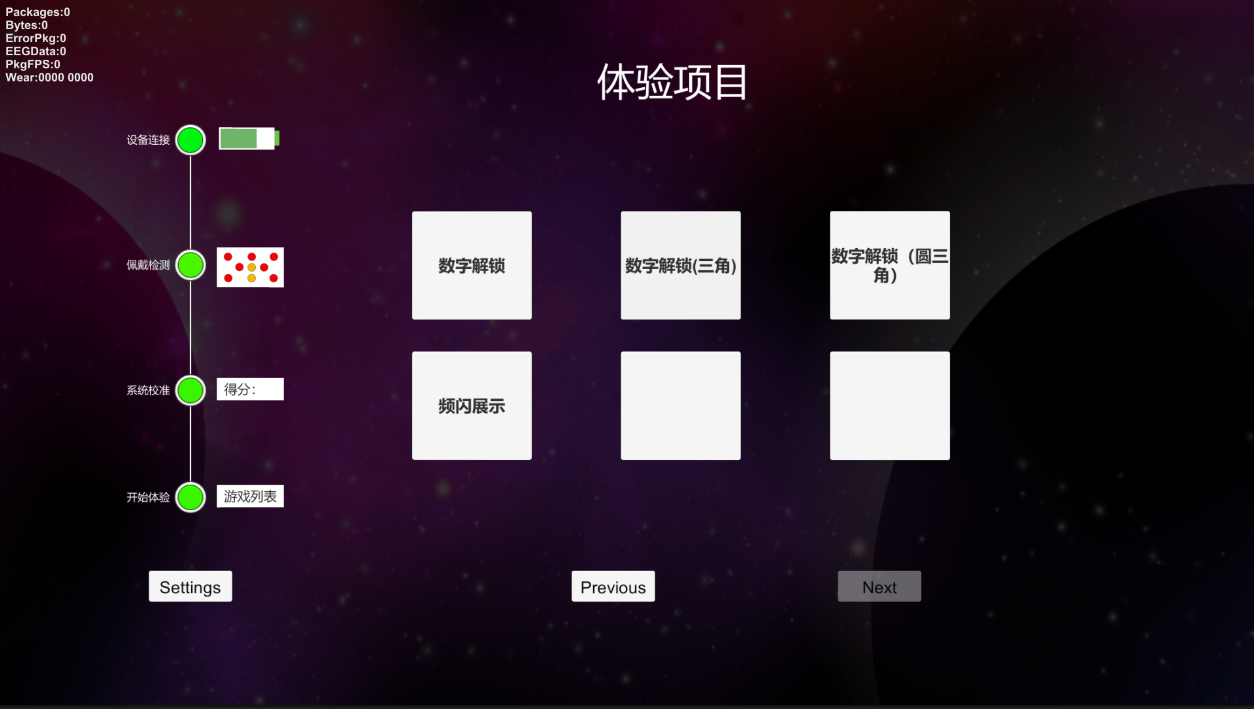 Packages:0
Bytes:0
ErrorPkg:0
EEGData:0
PkgFPS:0
Wear:0000 0000
体验项目
设备连接
佩戴检测
系统校准
得分：
开始体验
游戏列表
数字解锁
数字解锁(三角)
数字解锁（圆三
角）
频闪展示
Settings
Previous
Next